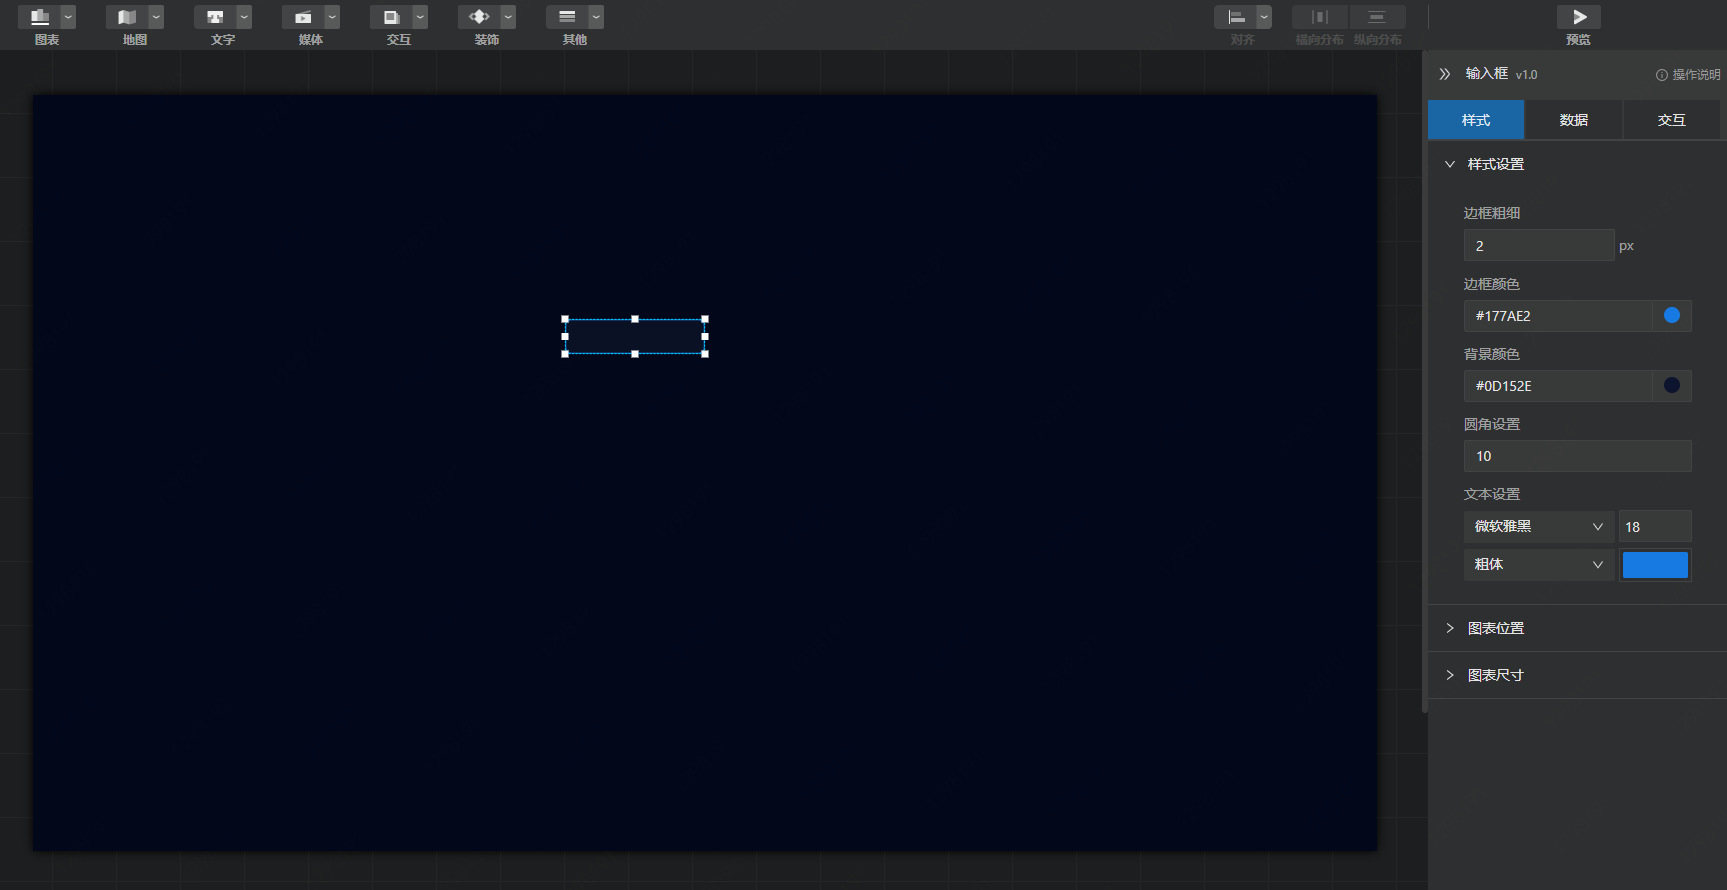 图表 地图 文字 媒体 交互 装饰 其他 对齐 横向分布 纵向分布 预览
输入框 v1.0 操作说明
样式 数据 交互
样式设置
边框粗细
2 px
边框颜色
#177AE2
背景颜色
#0D152E
圆角设置
10
文本设置
微软雅黑 18
粗体
图表位置
图表尺寸